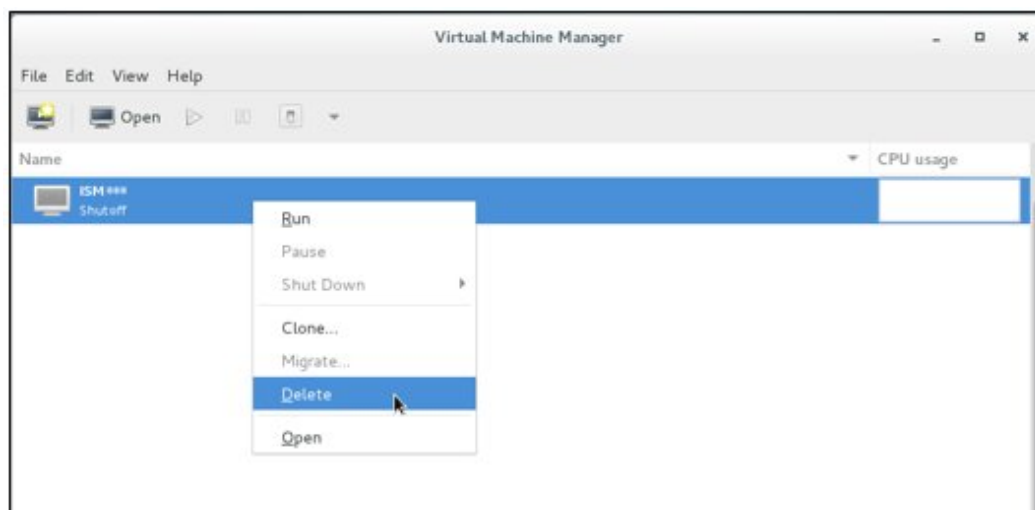 Virtual Machine Manager
File Edit View Help
Open
Name CPU usage
ISM***
Shutoff
Run
Pause
Shut Down
Clone...
Migrate...
Delete
Open